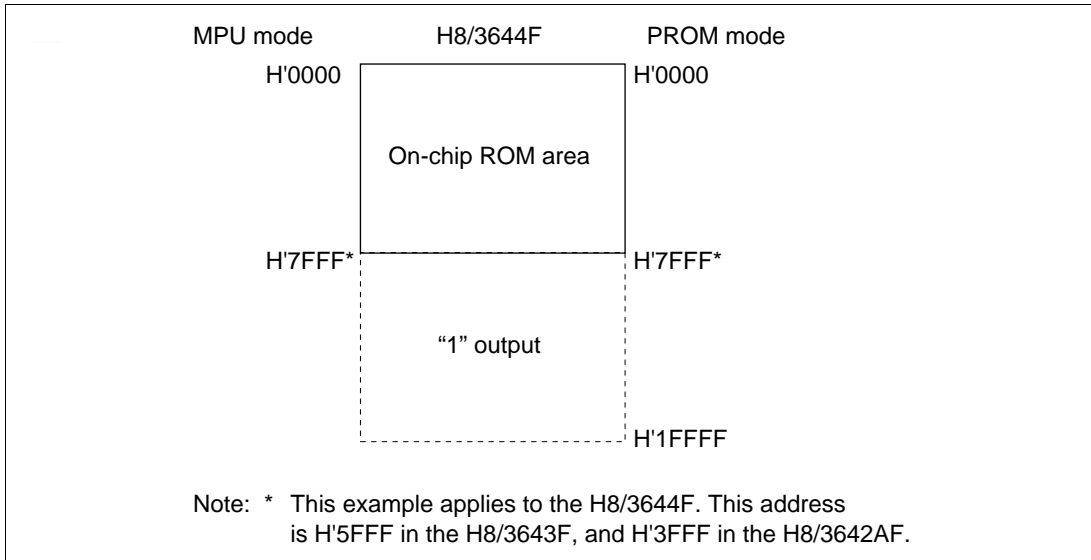 MPU mode H8/3644F PROM mode
H'0000 H'0000
On-chip ROM area
H'7FFF* H'7FFF*
“1” output
H'1FFFF
Note: * This example applies to the H8/3644F. This address
is H'5FFF in the H8/3643F, and H'3FFF in the H8/3642AF.